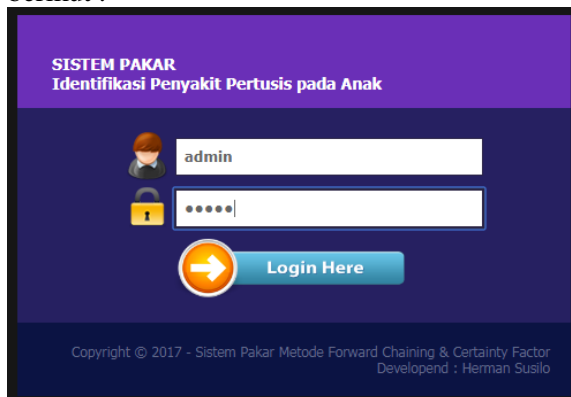 SISTEM PAKAR
Identifikasi Penyakit Pertusis pada Anak
admin
●●●●●
Login Here
Copyright © 2017 - Sistem Pakar Metode Forward Chaining & Certainty Factor
Developend : Herman Susilo